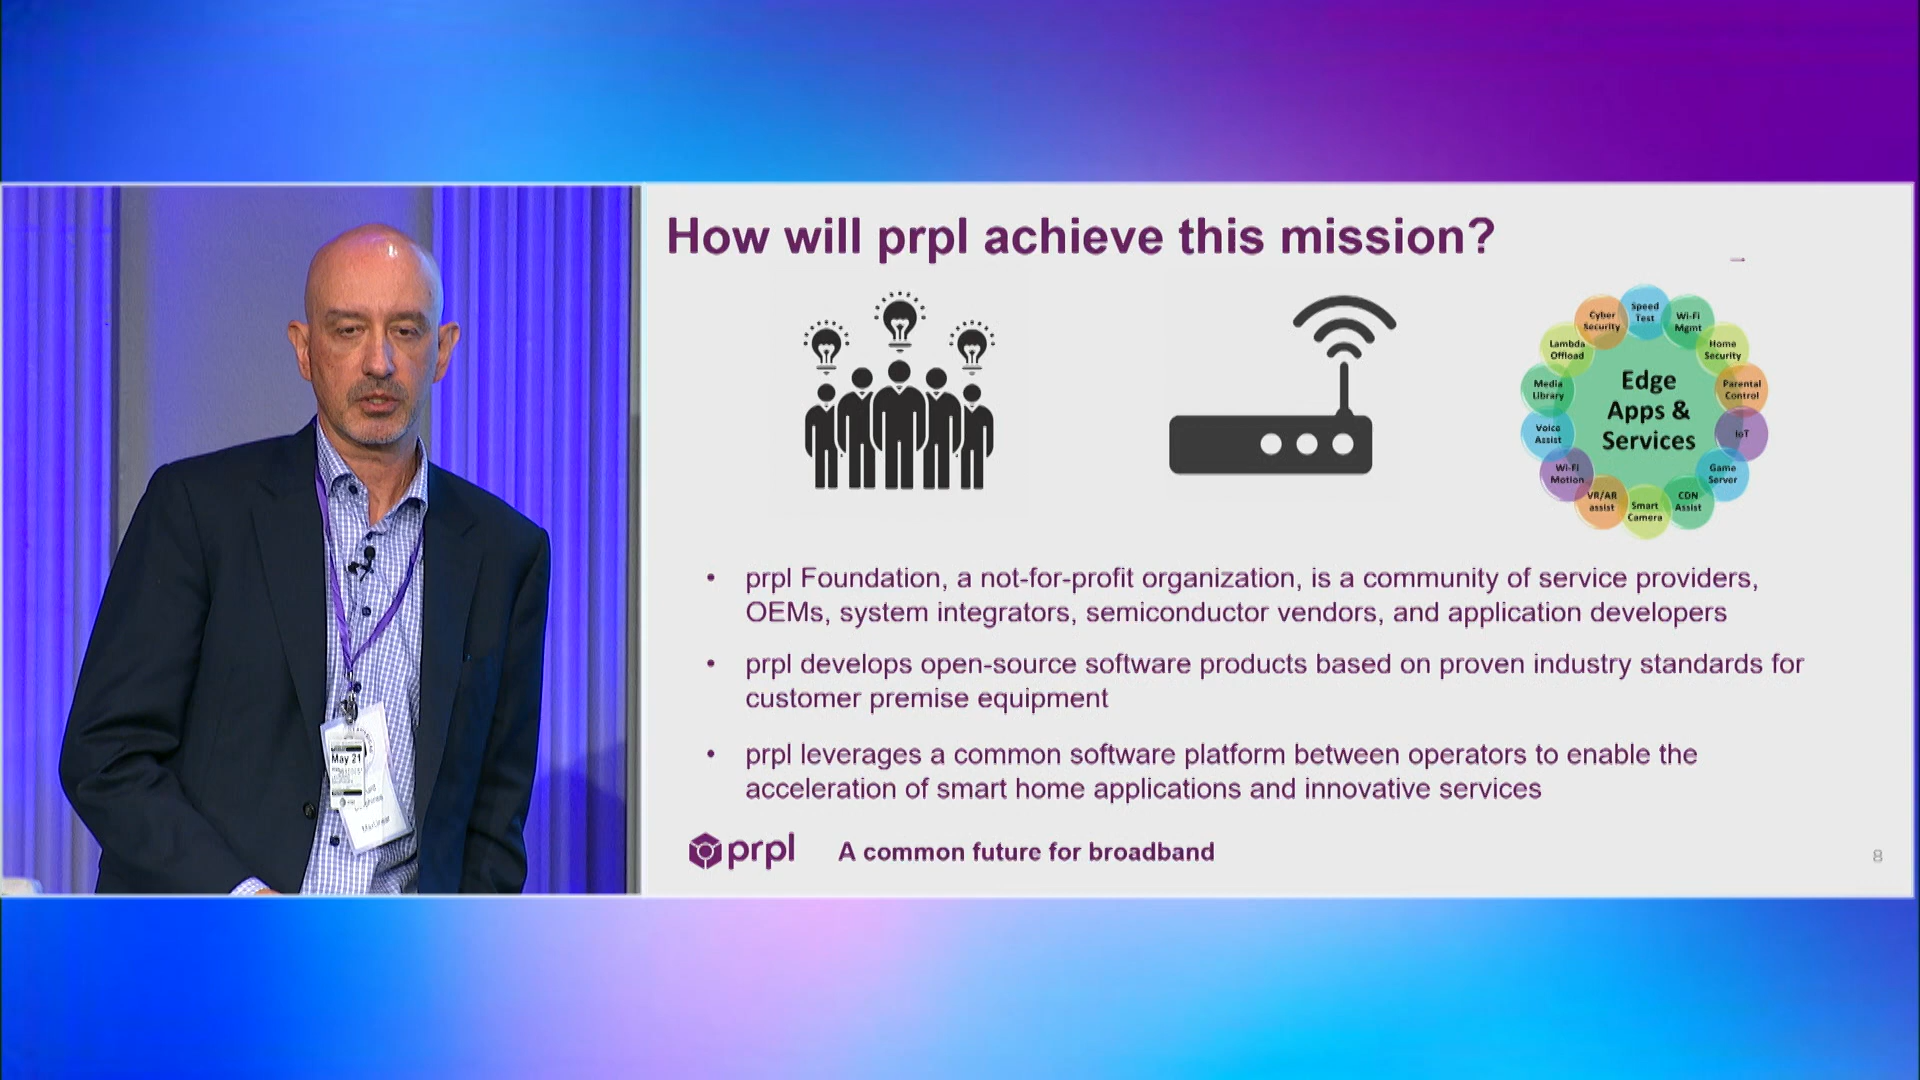 How will prpl achieve this mission?
Speed
Test
Wi-Fi
Mgmt
Home
Security
Parental
Control
IoT
Game
Server
CDN
Assist
Smart
Camera
VR/AR
assist
Wi-Fi
Motion
Voice
Assist
Media
Library
Lambda
Offload
Cyber
Security
Edge
Apps &
Services
• prpl Foundation, a not-for-profit organization, is a community of service providers,
OEMs, system integrators, semiconductor vendors, and application developers
• prpl develops open-source software products based on proven industry standards for
customer premise equipment
• prpl leverages a common software platform between operators to enable the
acceleration of smart home applications and innovative services
prpl A common future for broadband
8
May 21
MaxLinear